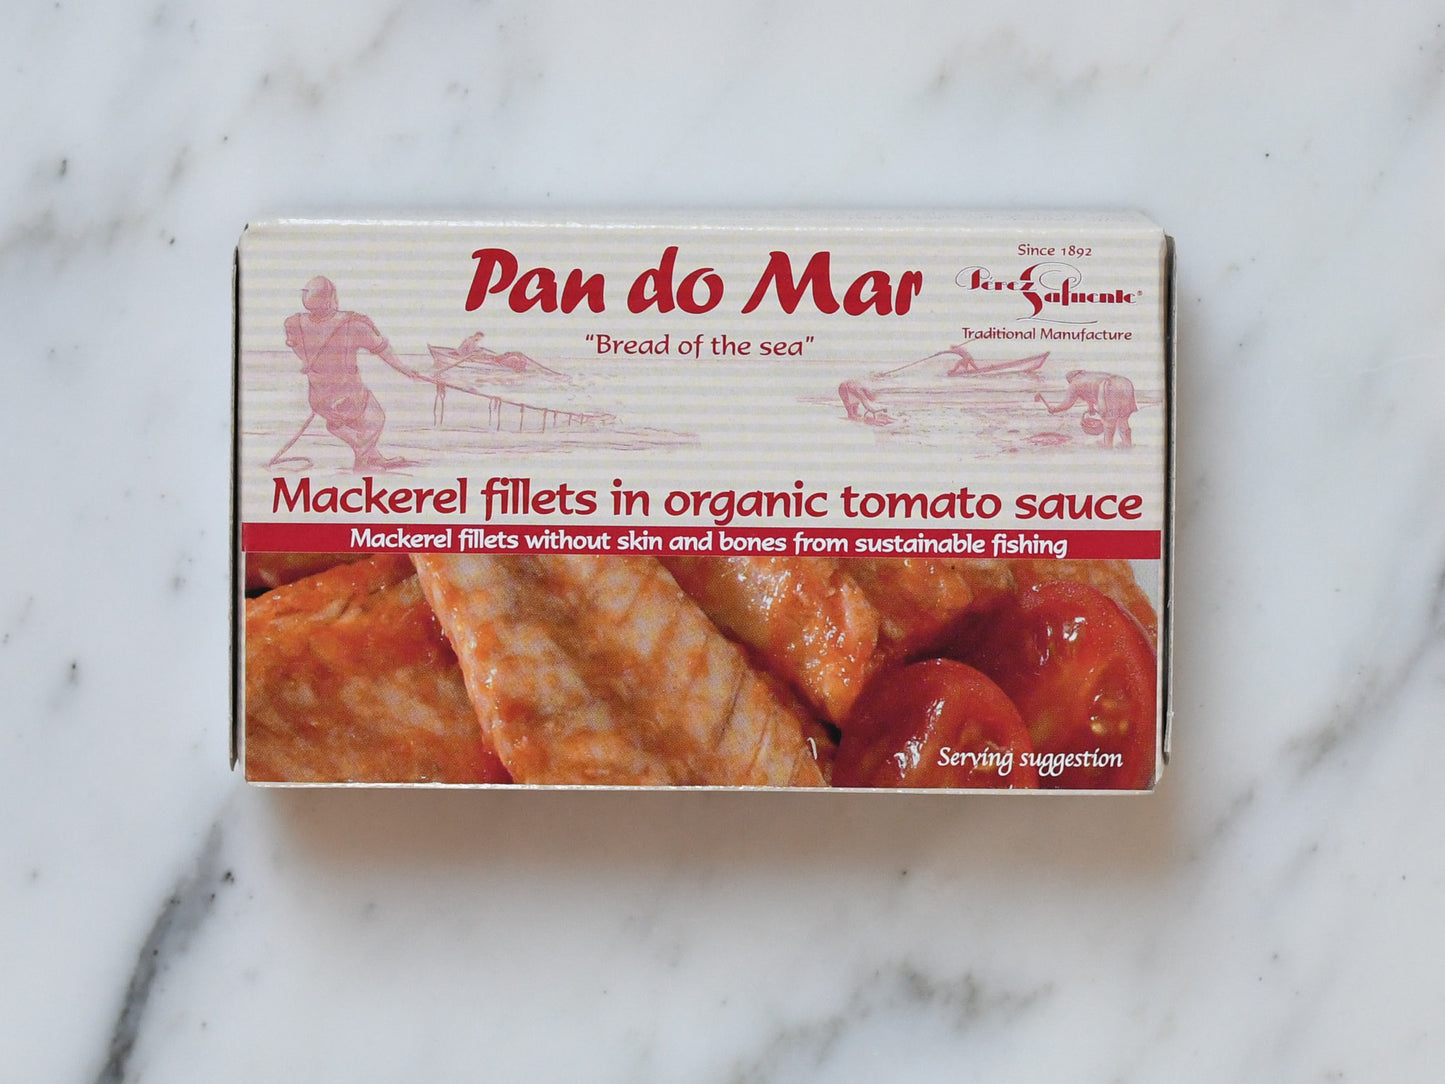 Pan do Mar
"Bread of the sea"
Since 1892
Pérez Lafuente®
Traditional Manufacture
Mackerel fillets in organic tomato sauce
Mackerel fillets without skin and bones from sustainable fishing
Serving suggestion